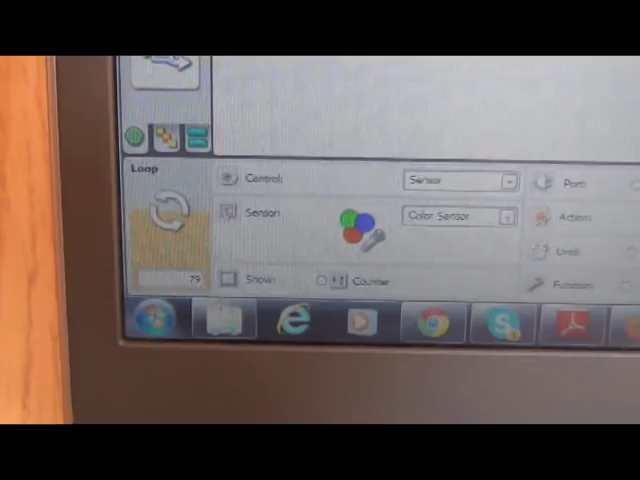 Loop
Control:
Sensor
Port:
Sensor:
Color Sensor
Action:
Until:
79
Show:
Counter
Function: